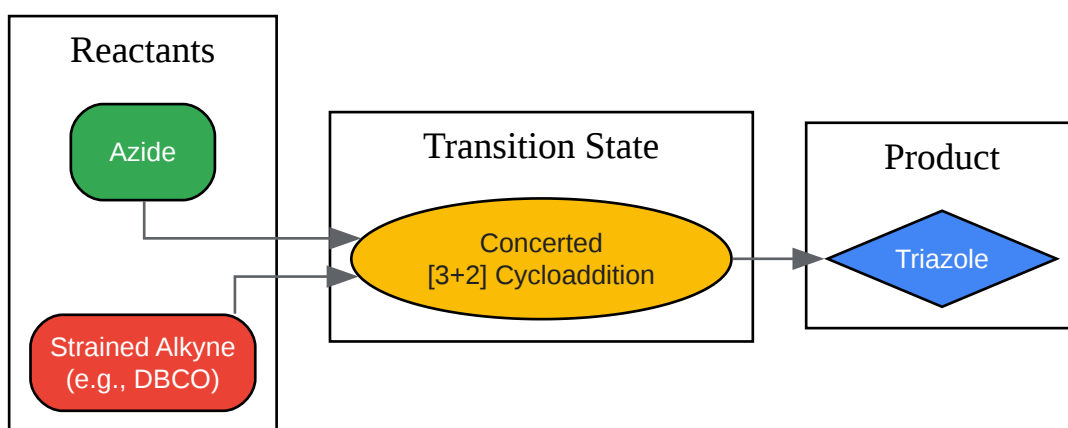 Reactants
Azide
Strained Alkyne
(e.g., DBCO)
Transition State
Concerted
[3+2] Cycloaddition
Product
Triazole